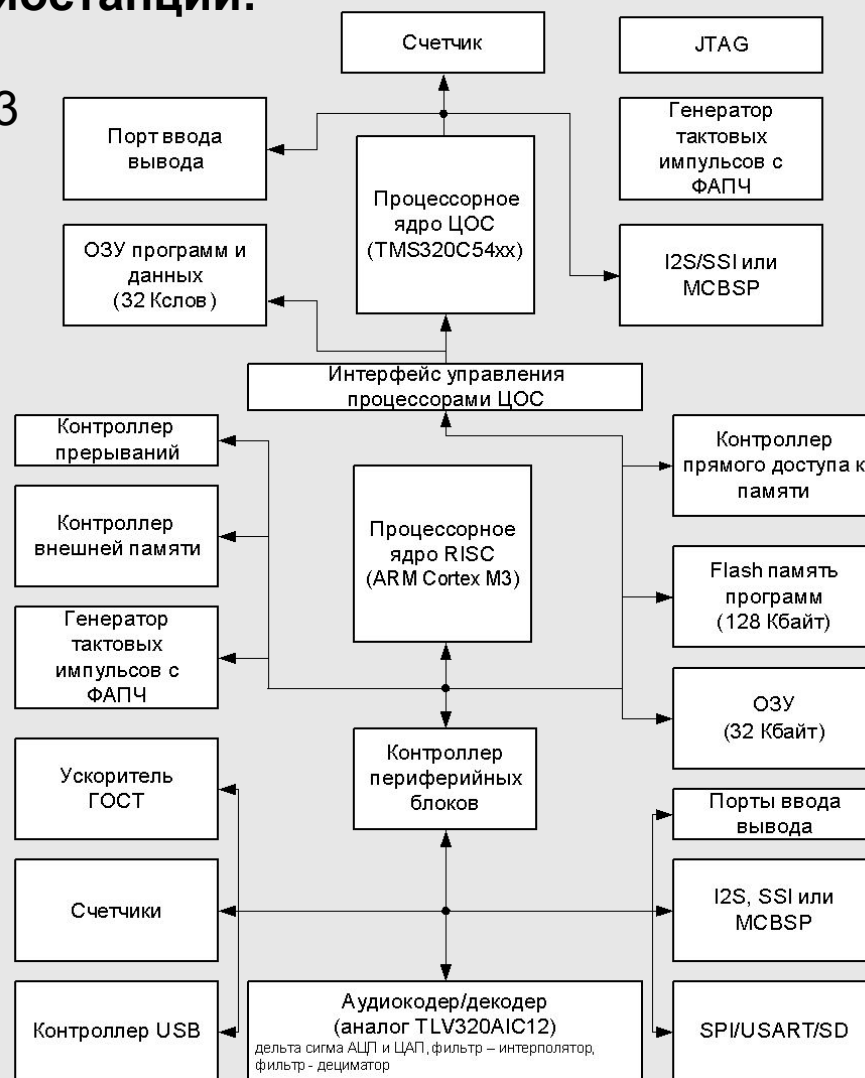 иостанции.
3
Счетчик
JTAG
Порт ввода
вывода
Генератор
тактовых
импульсов с
ФАПЧ
Процессорное
ядро ЦОС
(TMS320C54xx)
ОЗУ программ и
данных
(32 Кслов)
I2S/SSI или
MCBSP
Интерфейс управления
процессорами ЦОС
Контроллер
прерываний
Контроллер
прямого доступа к
памяти
Контроллер
внешней памяти
Процессорное
ядро RISC
(ARM Cortex M3)
Flash память
программ
(128 Кбайт)
Генератор
тактовых
импульсов с
ФАПЧ
ОЗУ
(32 Кбайт)
Контроллер
периферийных
блоков
Ускоритель
ГОСТ
Порты ввода
вывода
Счетчики
I2S, SSI или
MCBSP
Контроллер USB
Аудиокодер/декодер
(аналог TLV320AIC12)
дельта сигма АЦП и ЦАП, фильтр – интерполятор,
фильтр - дециматор
SPI/USART/SD